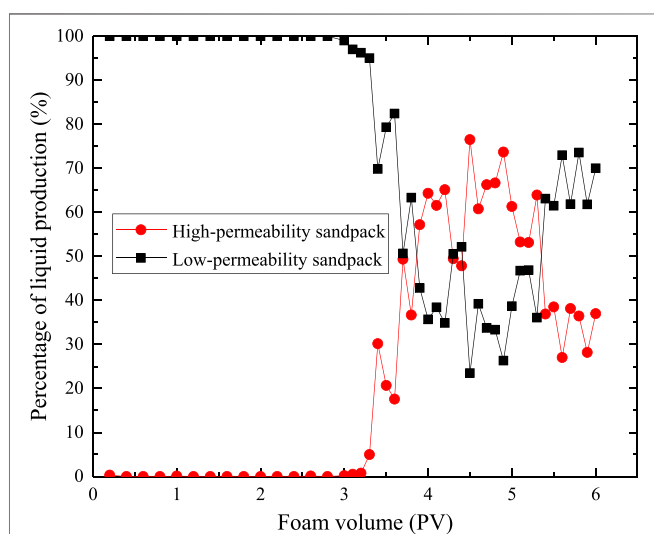 100
90
80
70
60
50
40
30
20
10
0
Percentage of liquid production (%)
High-permeability sandpack
Low-permeability sandpack
0 1 2 3 4 5 6
Foam volume (PV)